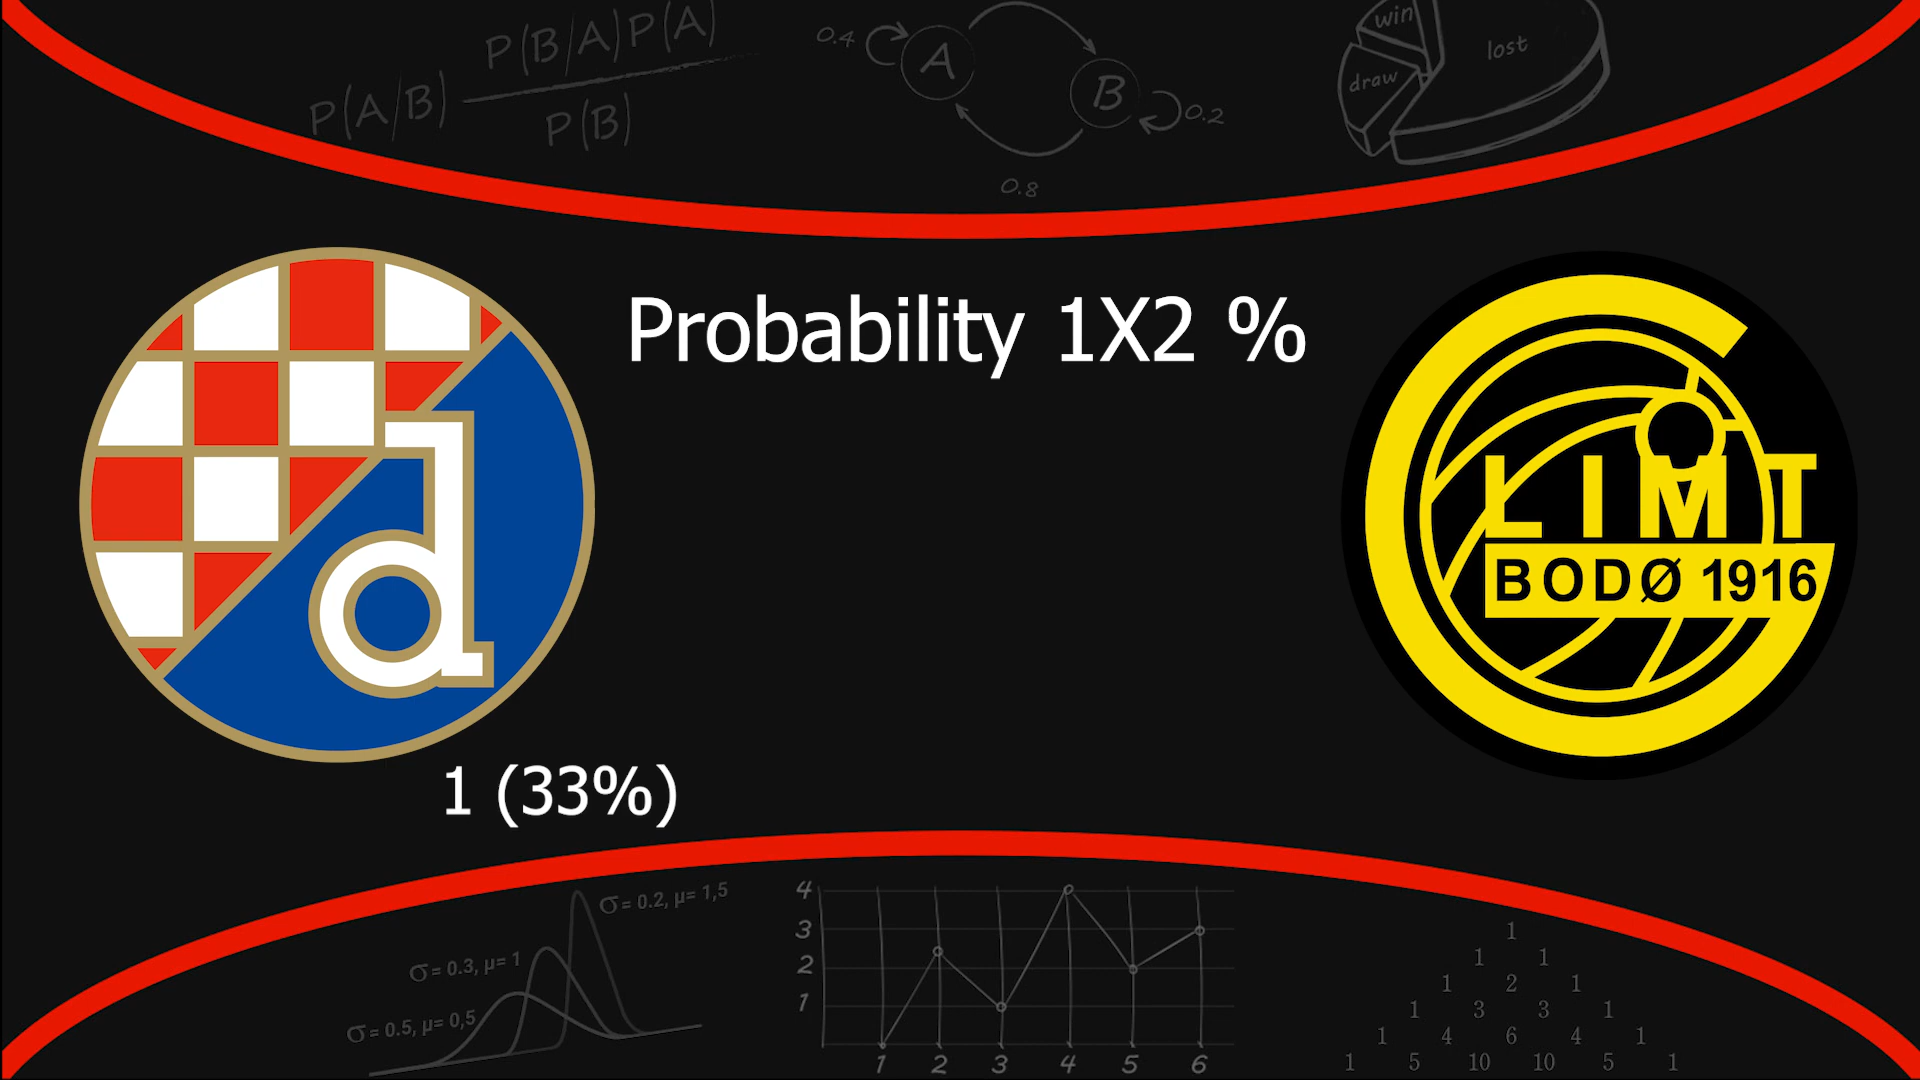 P(A/B)
P(B/A)P(A)
P(B)
0.4
A
B
0.2
0.8
win
draw
lost
Probability 1X2 %
d
LIMT
BODØ 1916
1 (33%)
σ= 0.2, μ= 1,5
σ= 0.3, μ= 1
σ= 0.5, μ= 0,5
4
3
2
1
1 2 3 4 5 6
1
1 1
1 2 1
1 3 3 1
1 4 6 4 1
1 5 10 10 5 1